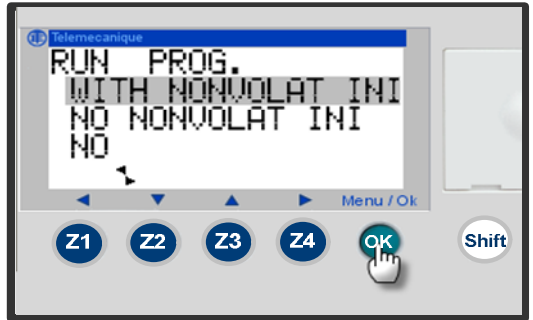 Telemecanique
RUN PROG.
WITH NONVOLAT INI
NO NONVOLAT INI
NO
Menu / Ok
Z1 Z2 Z3 Z4 OK Shift